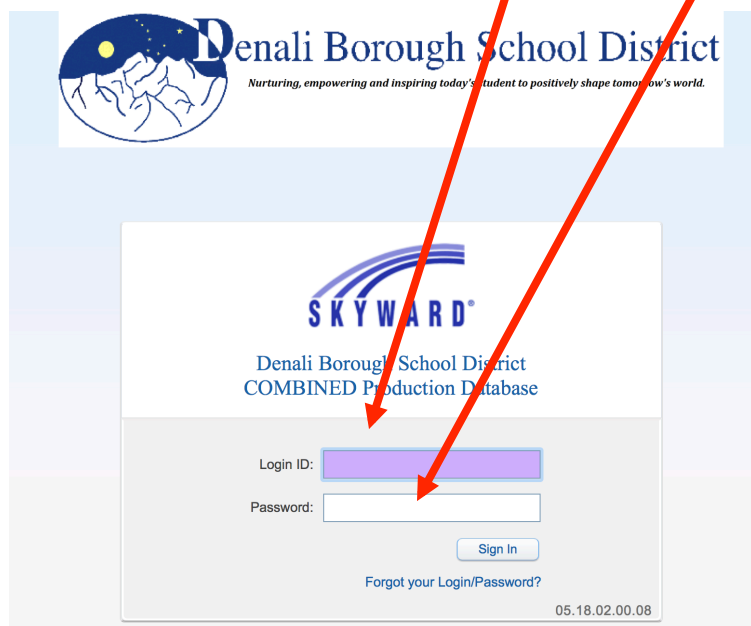 Denali Borough School District
Nurturing, empowering and inspiring today's student to positively shape tomorrow's world.
SKYWARD®
Denali Borough School District
COMBINED Production Database
Login ID:
Password:
Sign In
Forgot your Login/Password?
05.18.02.00.08